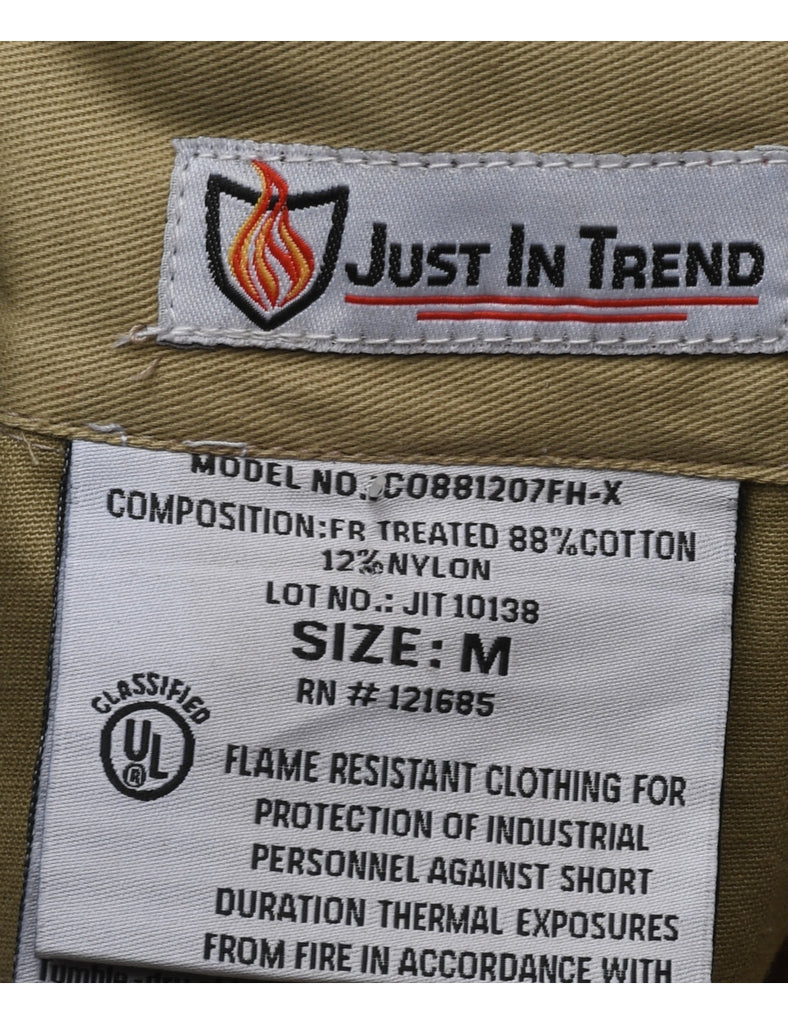 JUST IN TREND
MODEL NO.:CO881207FH-X
COMPOSITION:FR TREATED 88%COTTON
12%NYLON
LOT NO.: JIT10138
SIZE: M
RN # 121685
CLASSIFIED
UL
®
FLAME RESISTANT CLOTHING FOR
PROTECTION OF INDUSTRIAL
PERSONNEL AGAINST SHORT
DURATION THERMAL EXPOSURES
FROM FIRE IN ACCORDANCE WITH